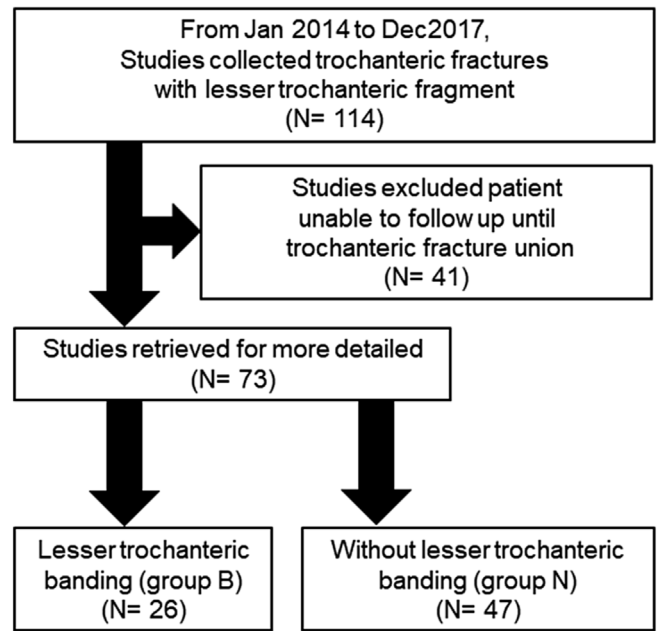 From Jan 2014 to Dec2017,
Studies collected trochanteric fractures
with lesser trochanteric fragment
(N= 114)
Studies excluded patient
unable to follow up until
trochanteric fracture union
(N= 41)
Studies retrieved for more detailed
(N= 73)
Lesser trochanteric
banding (group B)
(N= 26)
Without lesser trochanteric
banding (group N)
(N= 47)